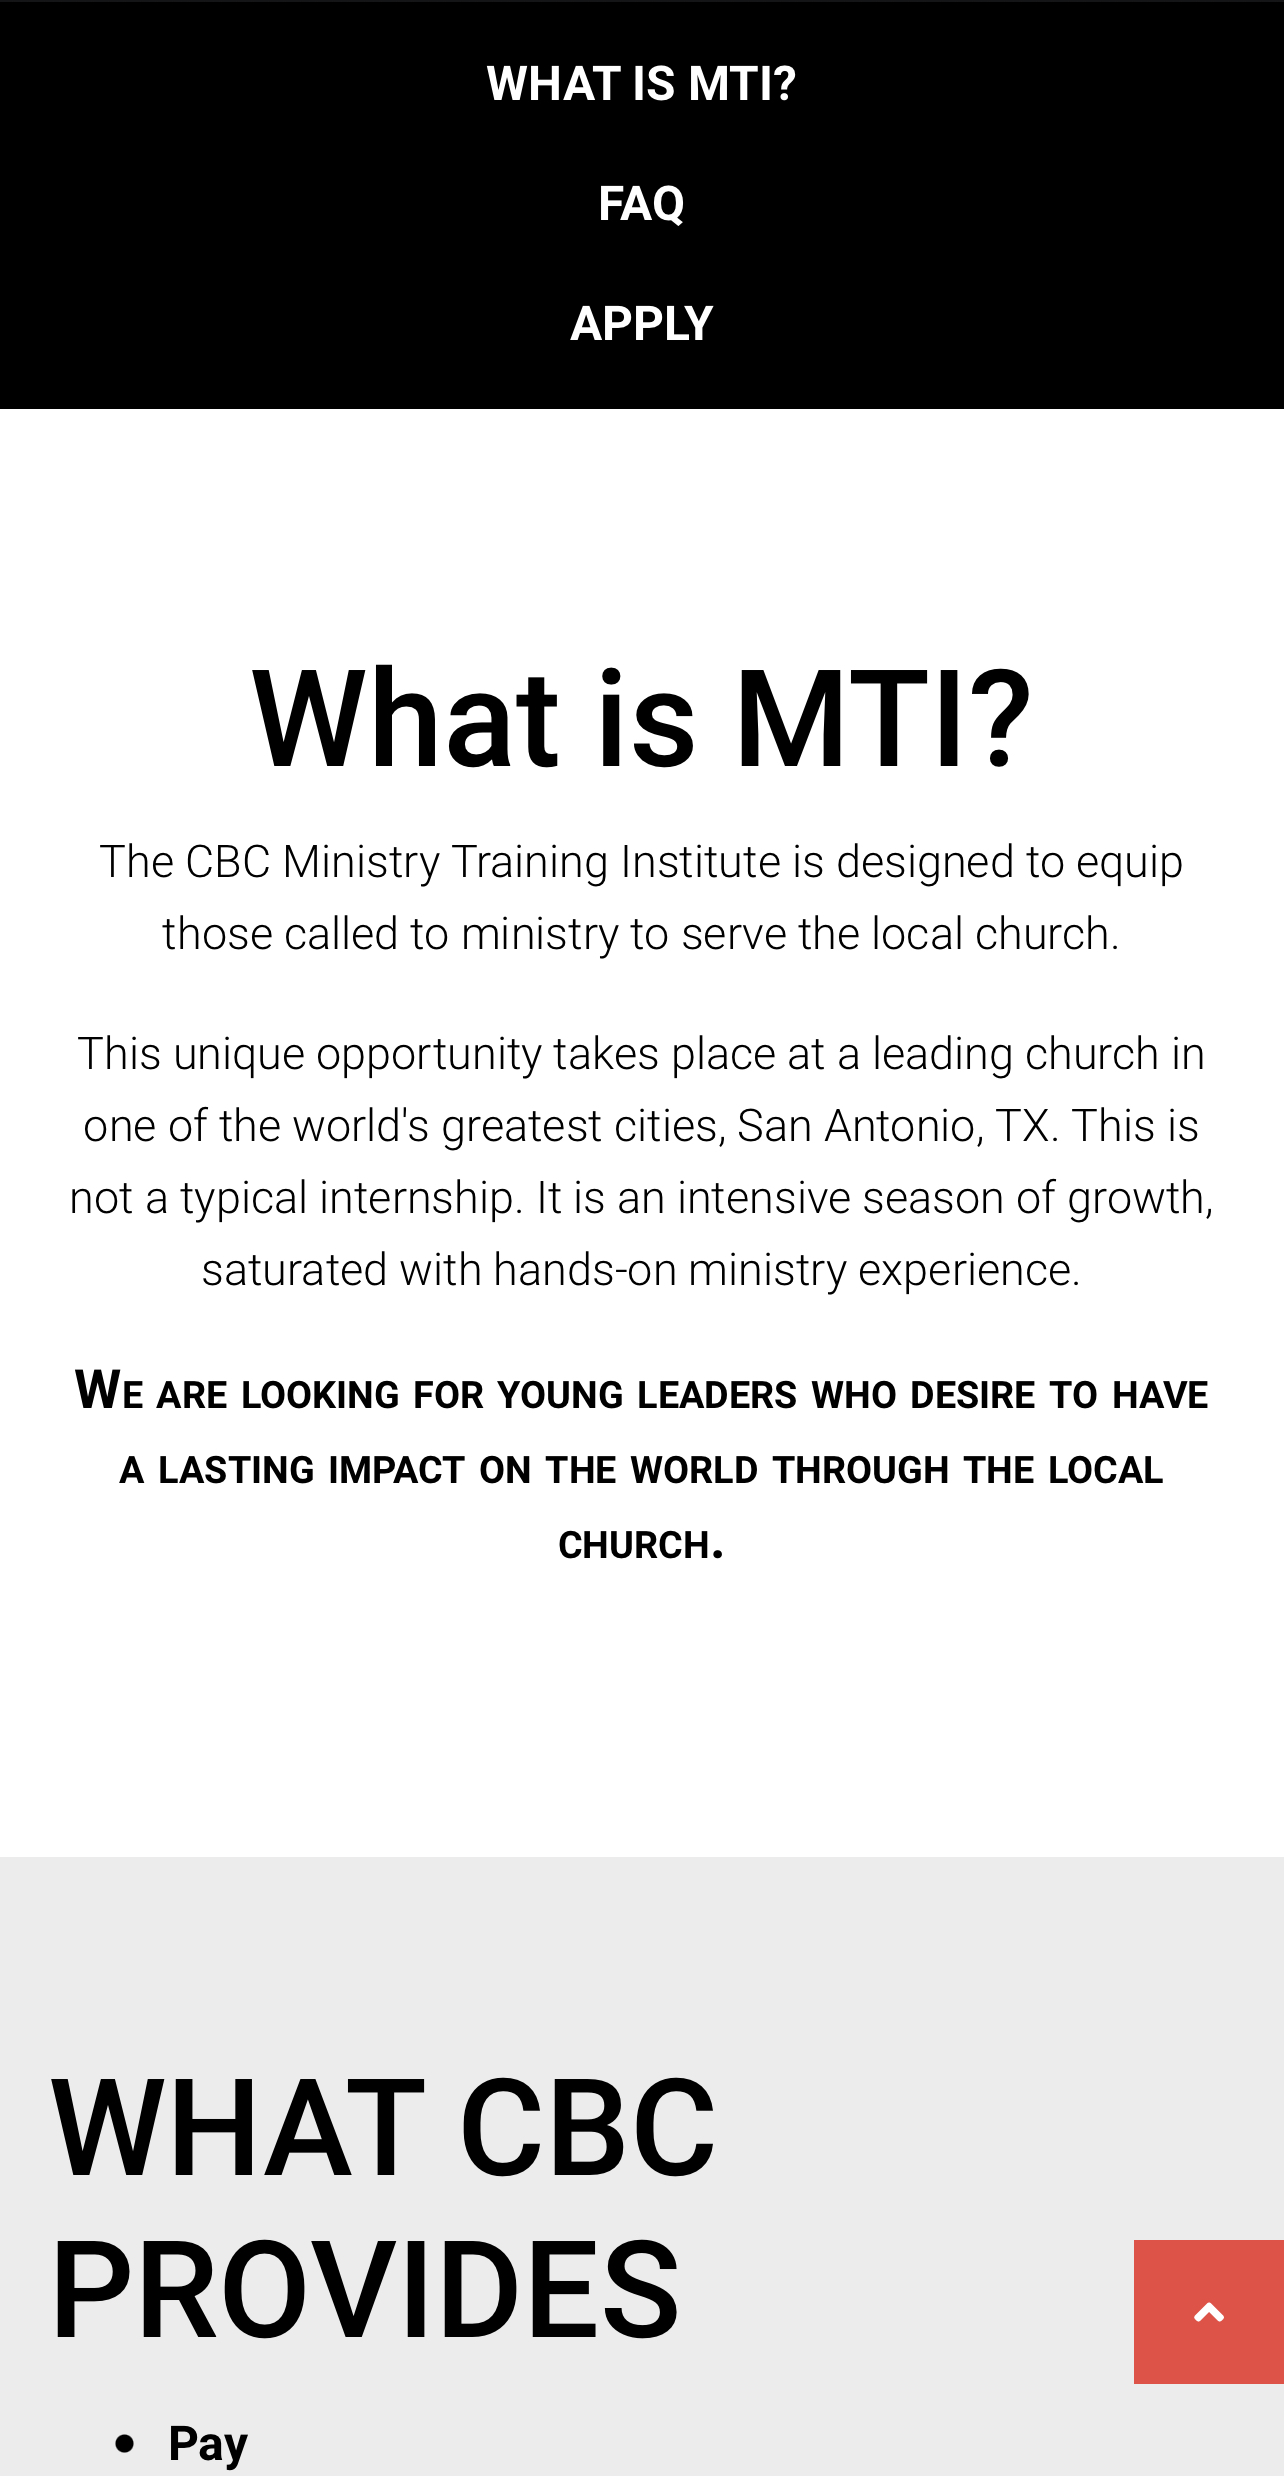 WHAT IS MTI?
FAQ
APPLY
What is MTI?
The CBC Ministry Training Institute is designed to equip
those called to ministry to serve the local church.
This unique opportunity takes place at a leading church in
one of the world's greatest cities, San Antonio, TX. This is
not a typical internship. It is an intensive season of growth,
saturated with hands-on ministry experience.
We are looking for young leaders who desire to have
a lasting impact on the world through the local
church.
WHAT CBC
PROVIDES
• Pay